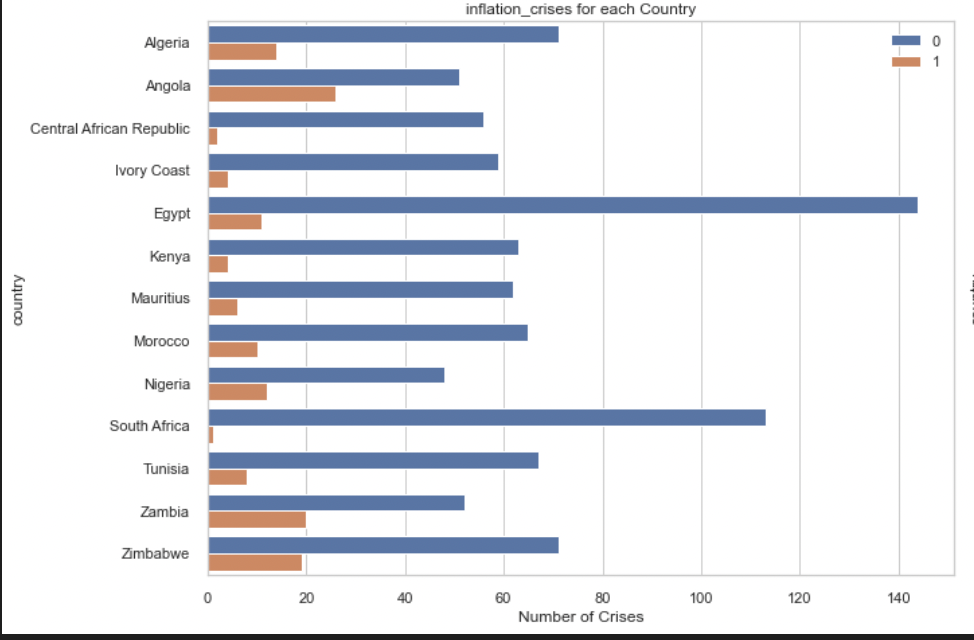 inflation_crises for each Country
0
1
Algeria
Angola
Central African Republic
Ivory Coast
Egypt
Kenya
Mauritius
Morocco
Nigeria
South Africa
Tunisia
Zambia
Zimbabwe
country
0 20 40 60 80 100 120 140
Number of Crises